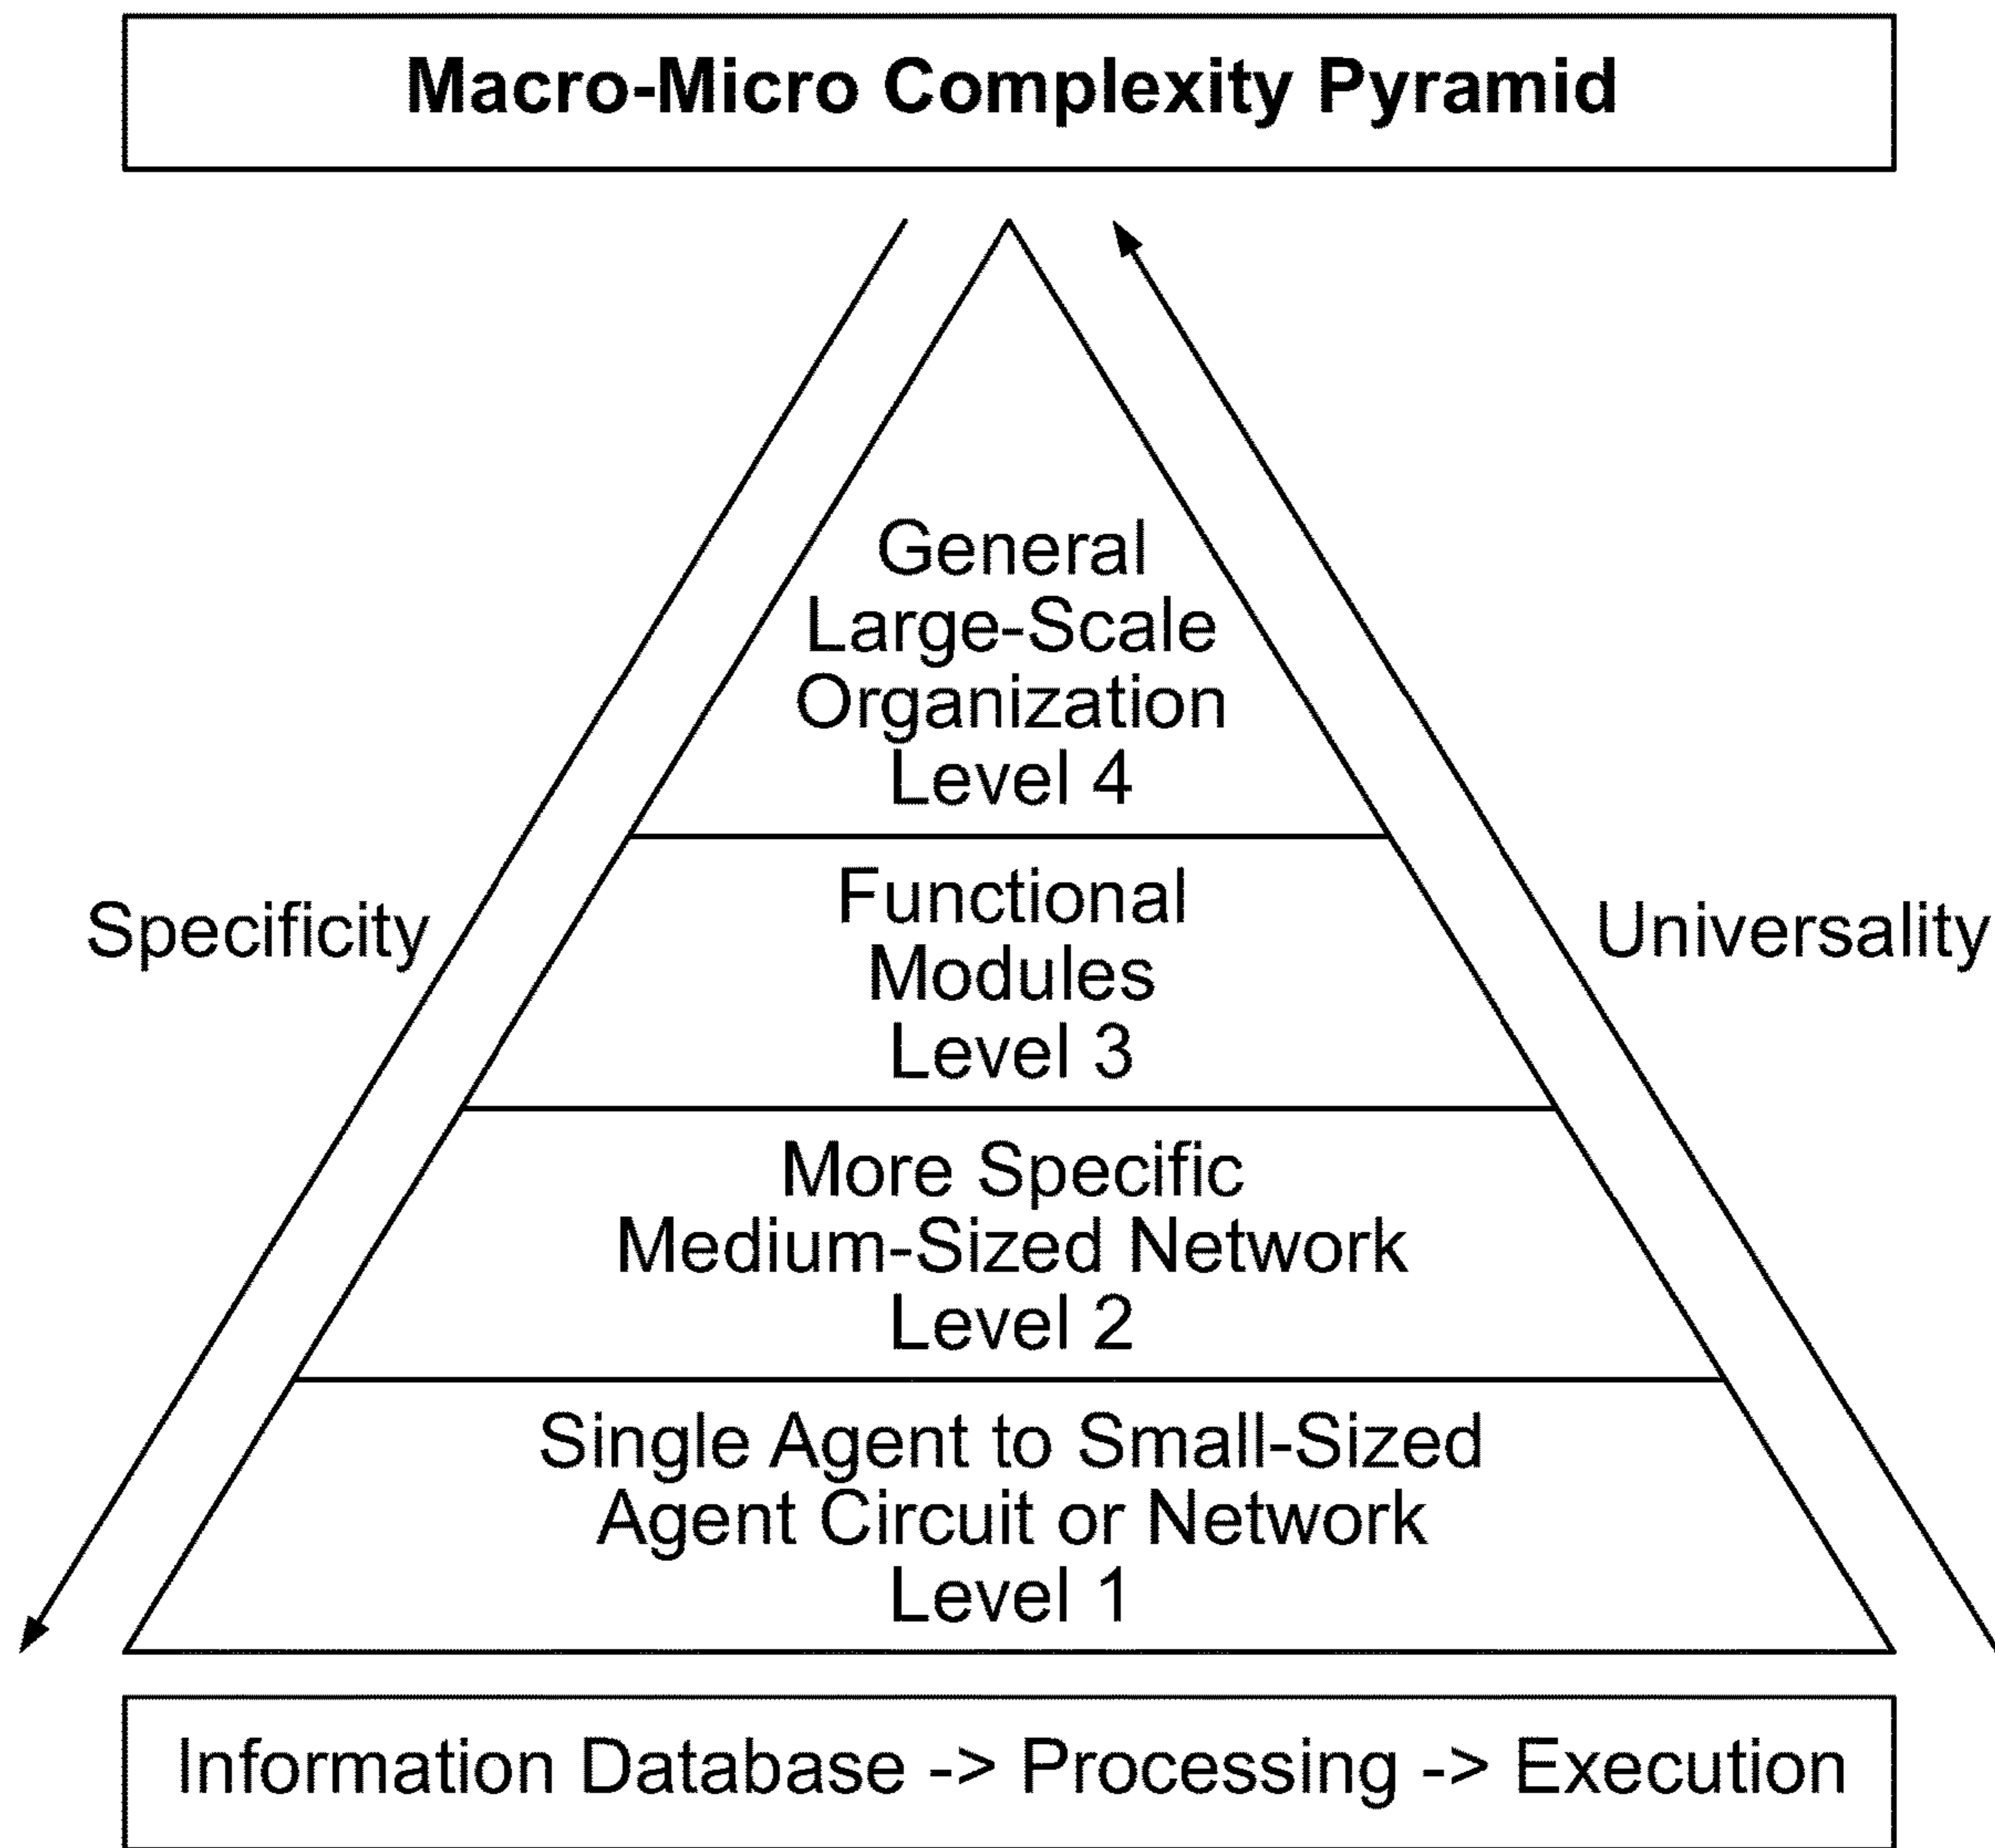 Macro-Micro Complexity Pyramid
General
Large-Scale
Organization
Level 4
Functional
Modules
Level 3
Specificity
Universality
More Specific
Medium-Sized Network
Level 2
Single Agent to Small-Sized
Agent Circuit or Network
Level 1
Information Database -> Processing -> Execution